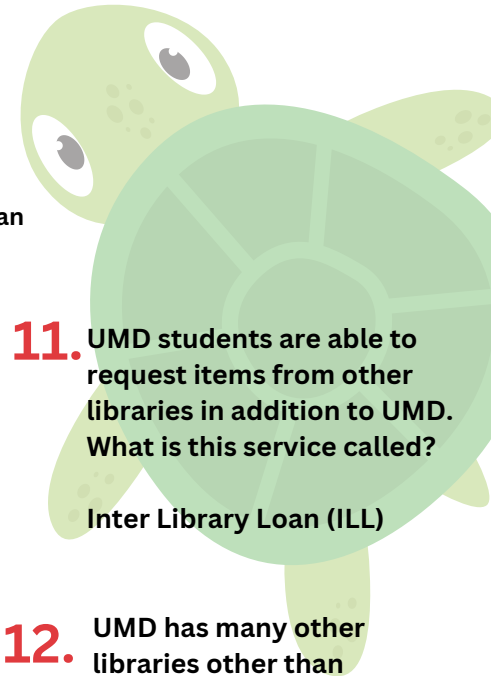 an
11. UMD students are able to
request items from other
libraries in addition to UMD.
What is this service called?
Inter Library Loan (ILL)
12. UMD has many other
libraries other than